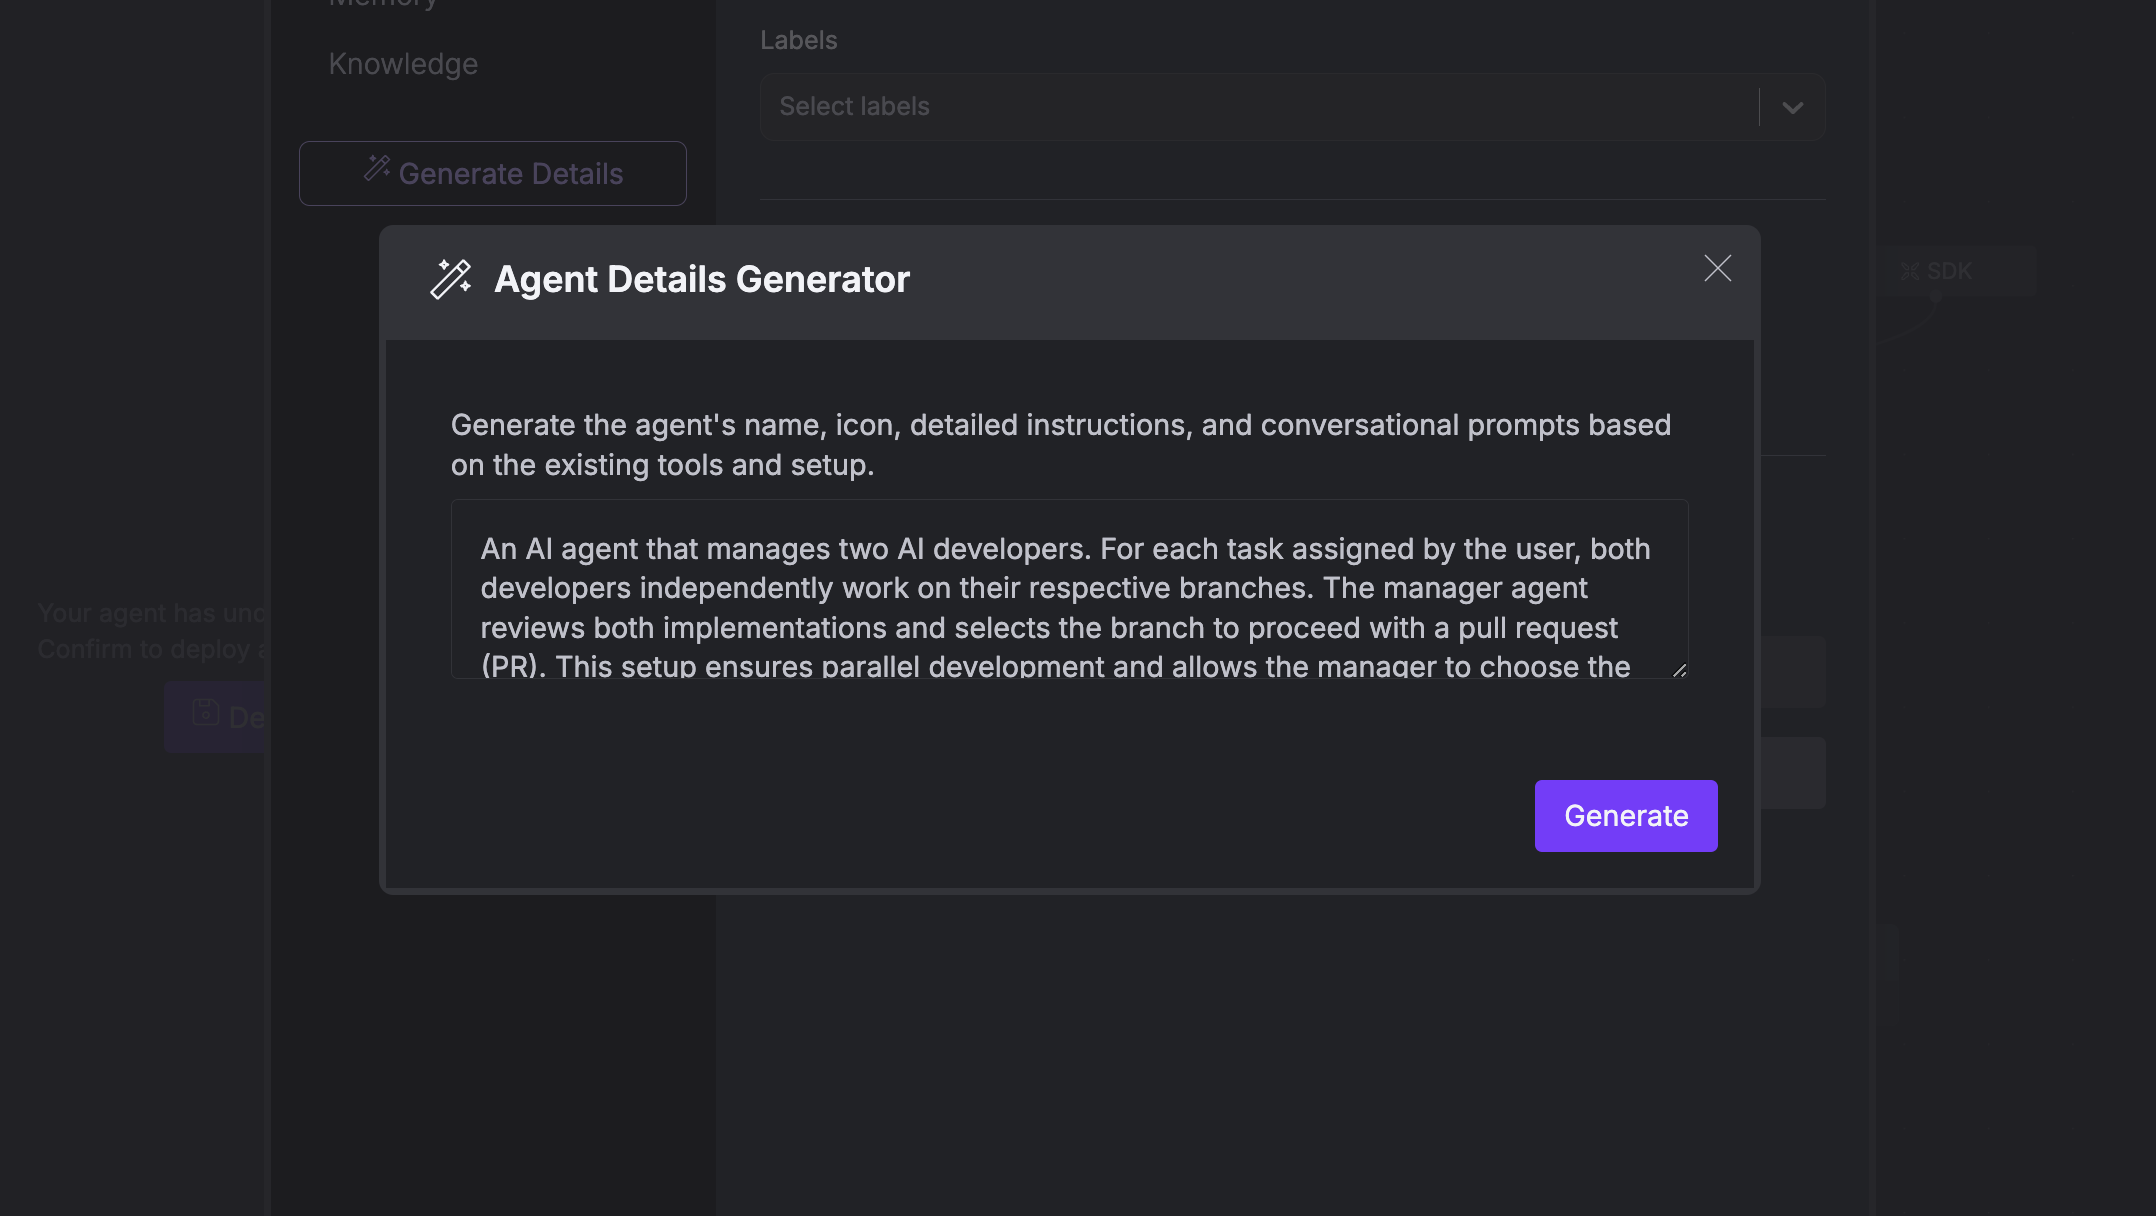 Memory
Knowledge
Generate Details
Labels
Select labels
SDK
Agent Details Generator
Generate the agent's name, icon, detailed instructions, and conversational prompts based
on the existing tools and setup.
An AI agent that manages two AI developers. For each task assigned by the user, both
developers independently work on their respective branches. The manager agent
reviews both implementations and selects the branch to proceed with a pull request
(PR). This setup ensures parallel development and allows the manager to choose the
Generate
Your agent has
Confirm to deploy